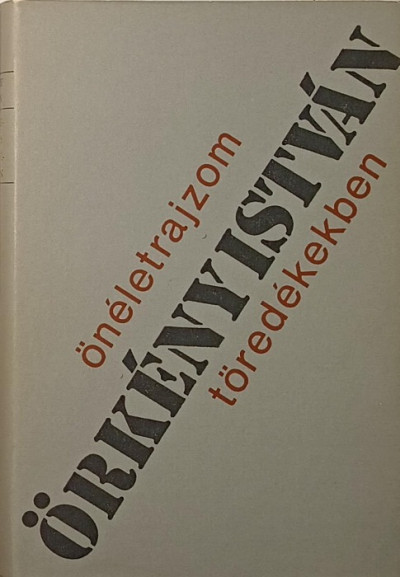 önéletrajzom
ÖRKÉNY ISTVÁN
töredékekben